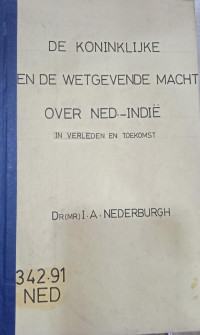 DE KONINKLIJKE
EN DE WETGEVENDE MACHT
OVER NED-INDIË
IN VERLEDEN EN TOEKOMST
DR(MR) I.A. NEDERBURGH
342.91
NED